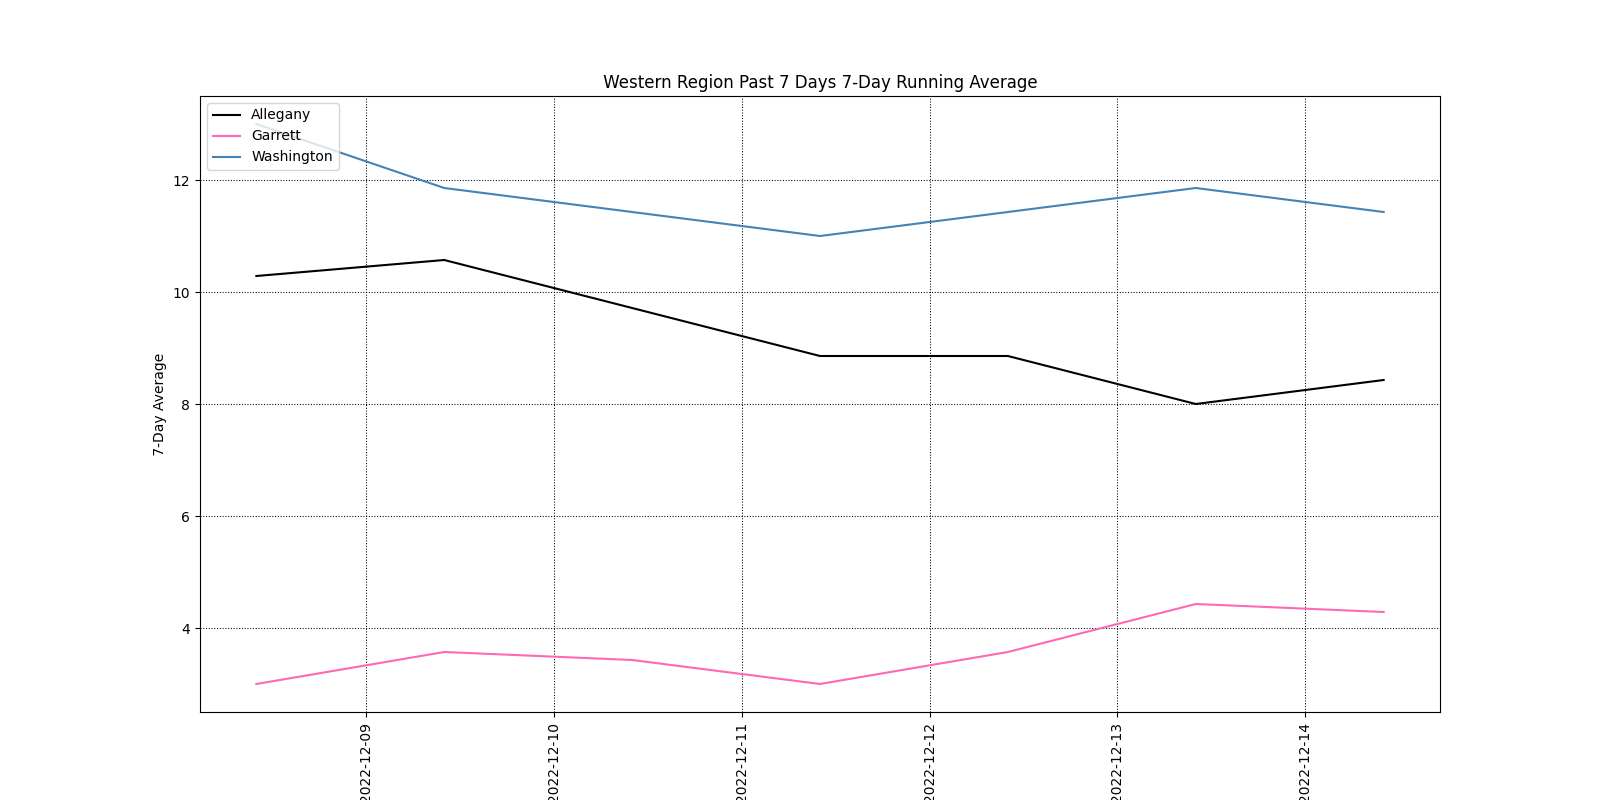 Western Region Past 7 Days 7-Day Running Average
Allegany
Garrett
Washington
12
10
8
6
4
7-Day Average
2022-12-09
2022-12-10
2022-12-11
2022-12-12
2022-12-13
2022-12-14